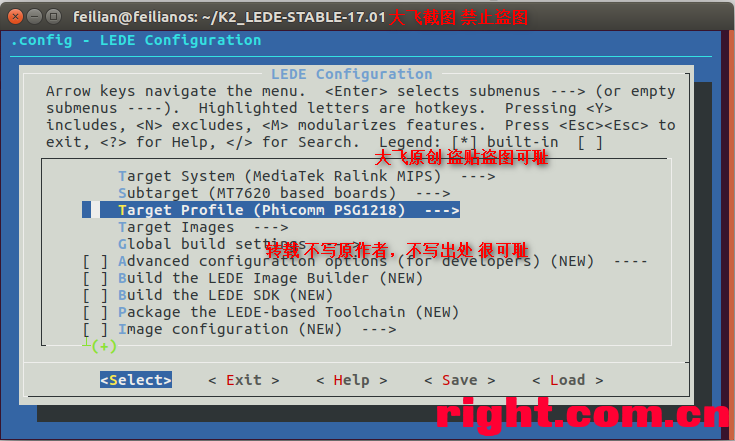 feilian@feilianos: ~/K2_LEDE-STABLE-17.01 大飞截图 禁止盗图
.config - LEDE Configuration
LEDE Configuration
Arrow keys navigate the menu.  <Enter> selects submenus ---> (or empty
submenus ----).  Highlighted letters are hotkeys.  Pressing <Y>
includes, <N> excludes, <M> modularizes features.  Press <Esc><Esc> to
exit, <?> for Help, </> for Search.  Legend: [*] built-in  [ ]
大飞原创 盗贴盗图可耻
Target System (MediaTek Ralink MIPS)  --->
Subtarget (MT7620 based boards)  --->
Target Profile (Phicomm PSG1218)  --->
Target Images  --->
Global build settings  --->
转载 不写原作者，不写出处 很可耻
[ ] Advanced configuration options (for developers) (NEW)  ----
[ ] Build the LEDE Image Builder (NEW)
[ ] Build the LEDE SDK (NEW)
[ ] Package the LEDE-based Toolchain (NEW)
[ ] Image configuration (NEW)  --->
┴(+)
<Select>    < Exit >    < Help >    < Save >    < Load >
right.com.cn